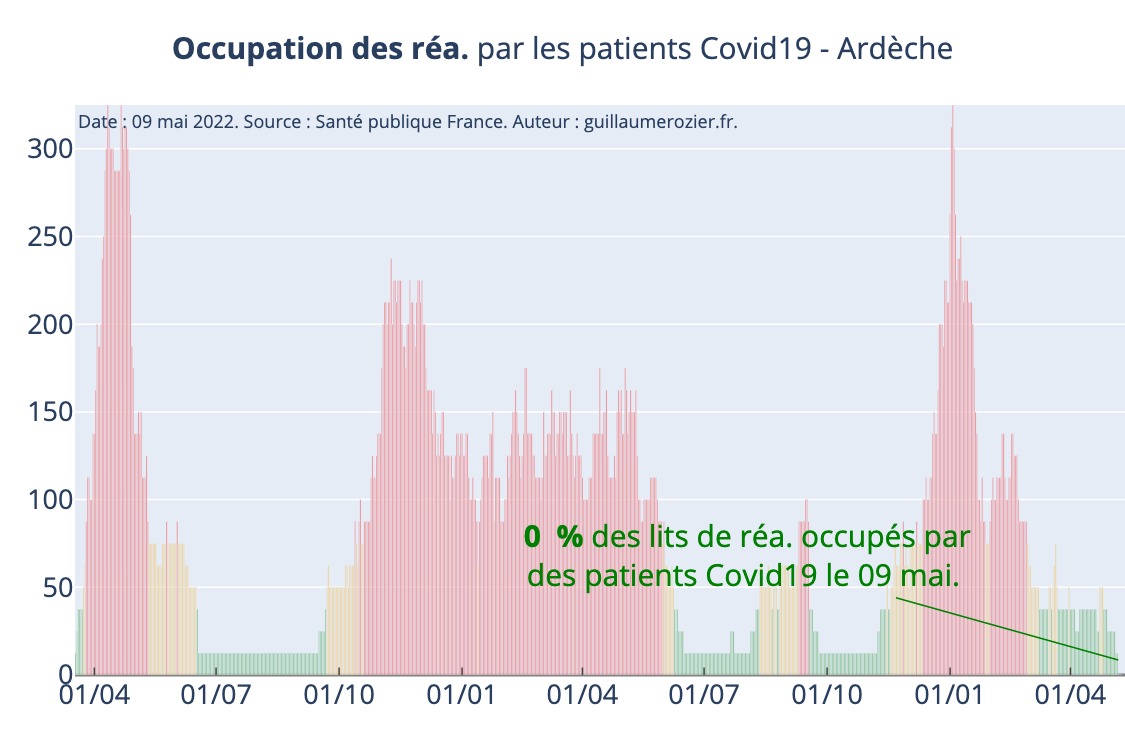 Occupation des réa. par les patients Covid19 - Ardèche
Date : 09 mai 2022. Source : Santé publique France. Auteur : guillaumerozier.fr.
300
250
200
150
100
50
0
0 % des lits de réa. occupés par
des patients Covid19 le 09 mai.
01/04 01/07 01/10 01/01 01/04 01/07 01/10 01/01 01/04